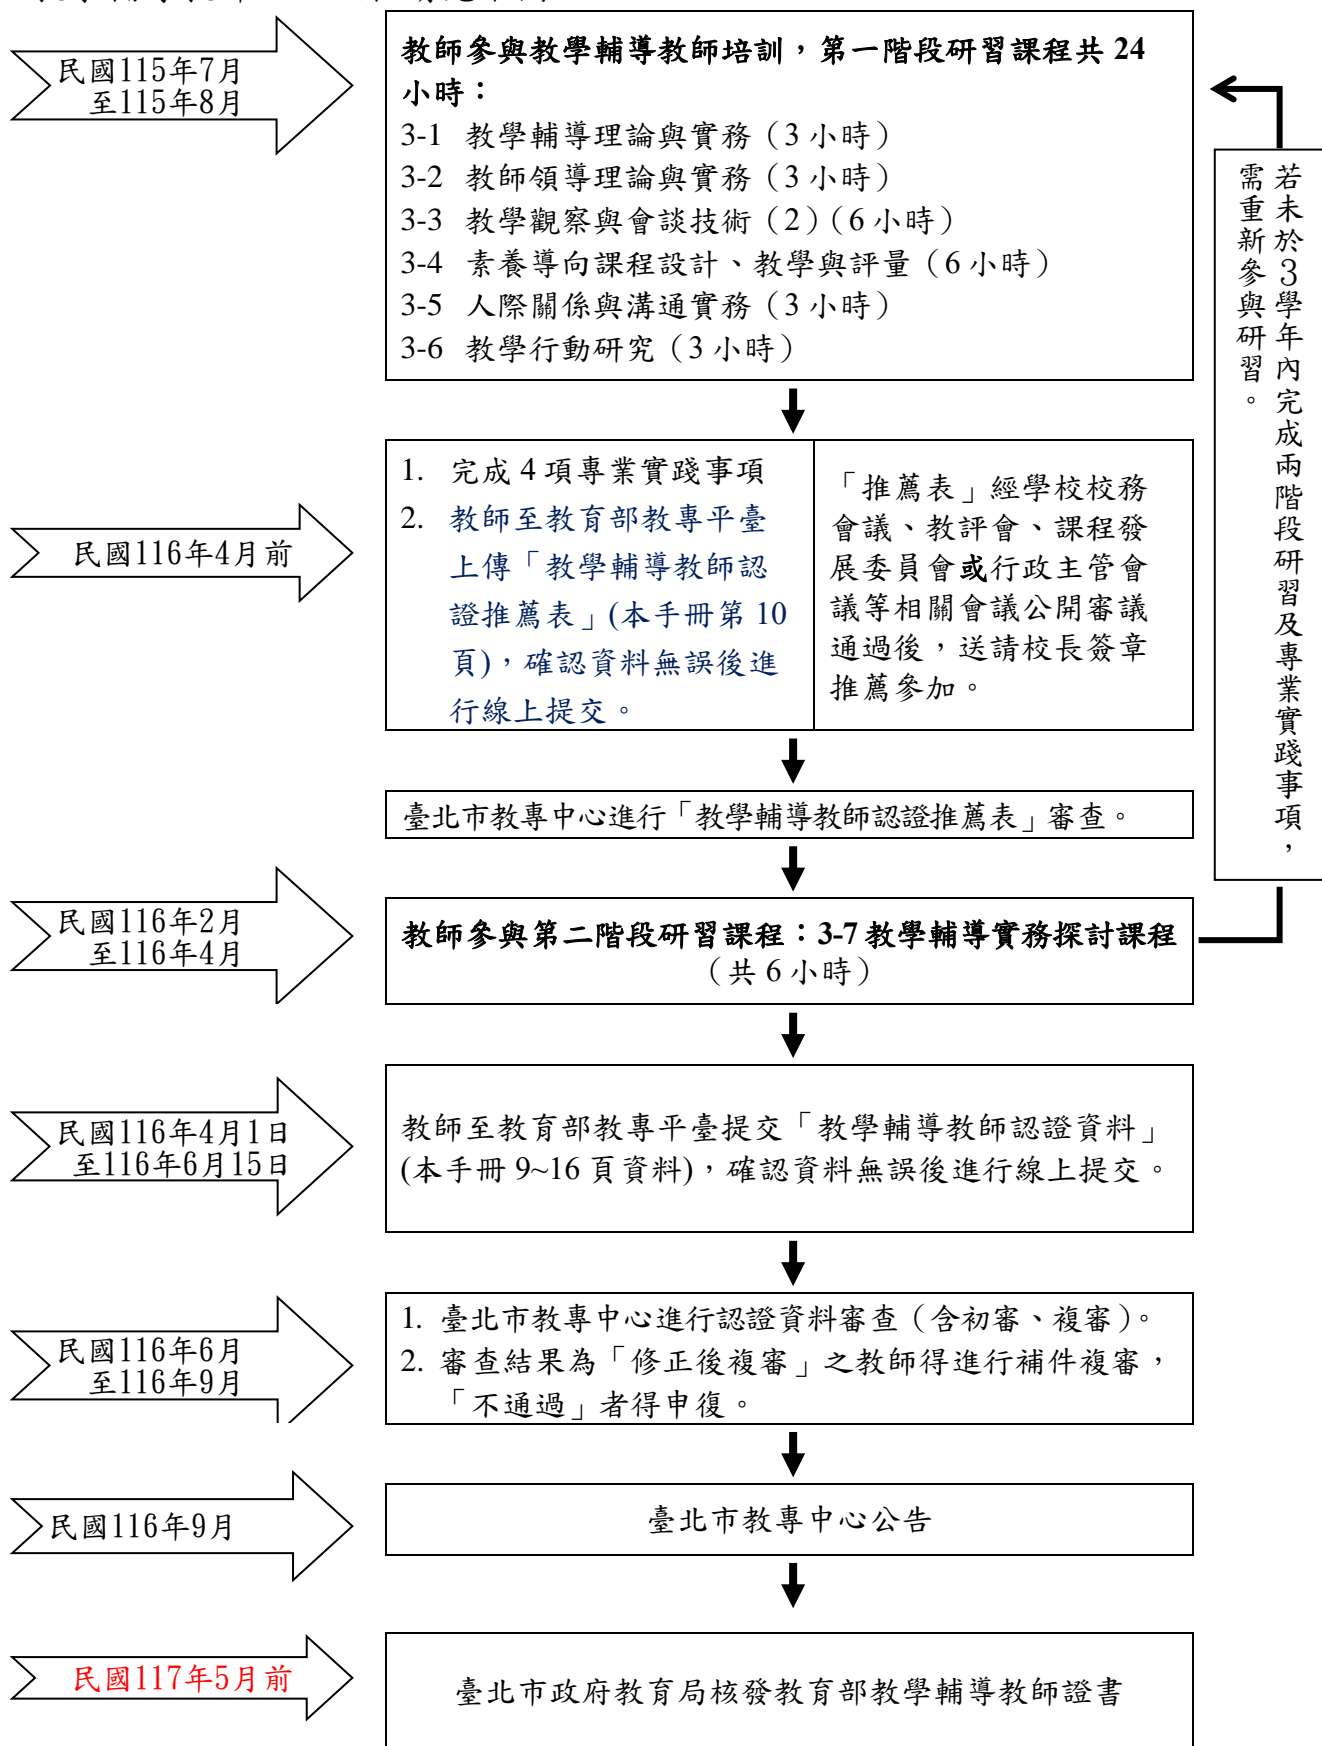 民國115年7月
至115年8月
教師參與教學輔導教師培訓，第一階段研習課程共 24
小時：
3-1 教學輔導理論與實務（3 小時）
3-2 教師領導理論與實務（3 小時）
3-3 教學觀察與會談技術（2）（6 小時）
3-4 素養導向課程設計、教學與評量（6 小時）
3-5 人際關係與溝通實務（3 小時）
3-6 教學行動研究（3 小時）
若未於3學年內完成兩階段研習及專業實踐事項，
需重新參與研習。
民國116年4月前
1. 完成 4 項專業實踐事項
2. 教師至教育部教專平臺
上傳「教學輔導教師認
證推薦表」(本手冊第 10
頁)，確認資料無誤後進
行線上提交。
「推薦表」經學校校務
會議、教評會、課程發
展委員會或行政主管會
議等相關會議公開審議
通過後，送請校長簽章
推薦參加。
臺北市教專中心進行「教學輔導教師認證推薦表」審查。
民國116年2月
至116年4月
教師參與第二階段研習課程：3-7 教學輔導實務探討課程
（共 6 小時）
民國116年4月1日
至116年6月15日
教師至教育部教專平臺提交「教學輔導教師認證資料」
(本手冊 9~16 頁資料)，確認資料無誤後進行線上提交。
民國116年6月
至116年9月
1. 臺北市教專中心進行認證資料審查（含初審、複審）。
2. 審查結果為「修正後複審」之教師得進行補件複審，
「不通過」者得申復。
民國116年9月
臺北市教專中心公告
民國117年5月前
臺北市政府教育局核發教育部教學輔導教師證書